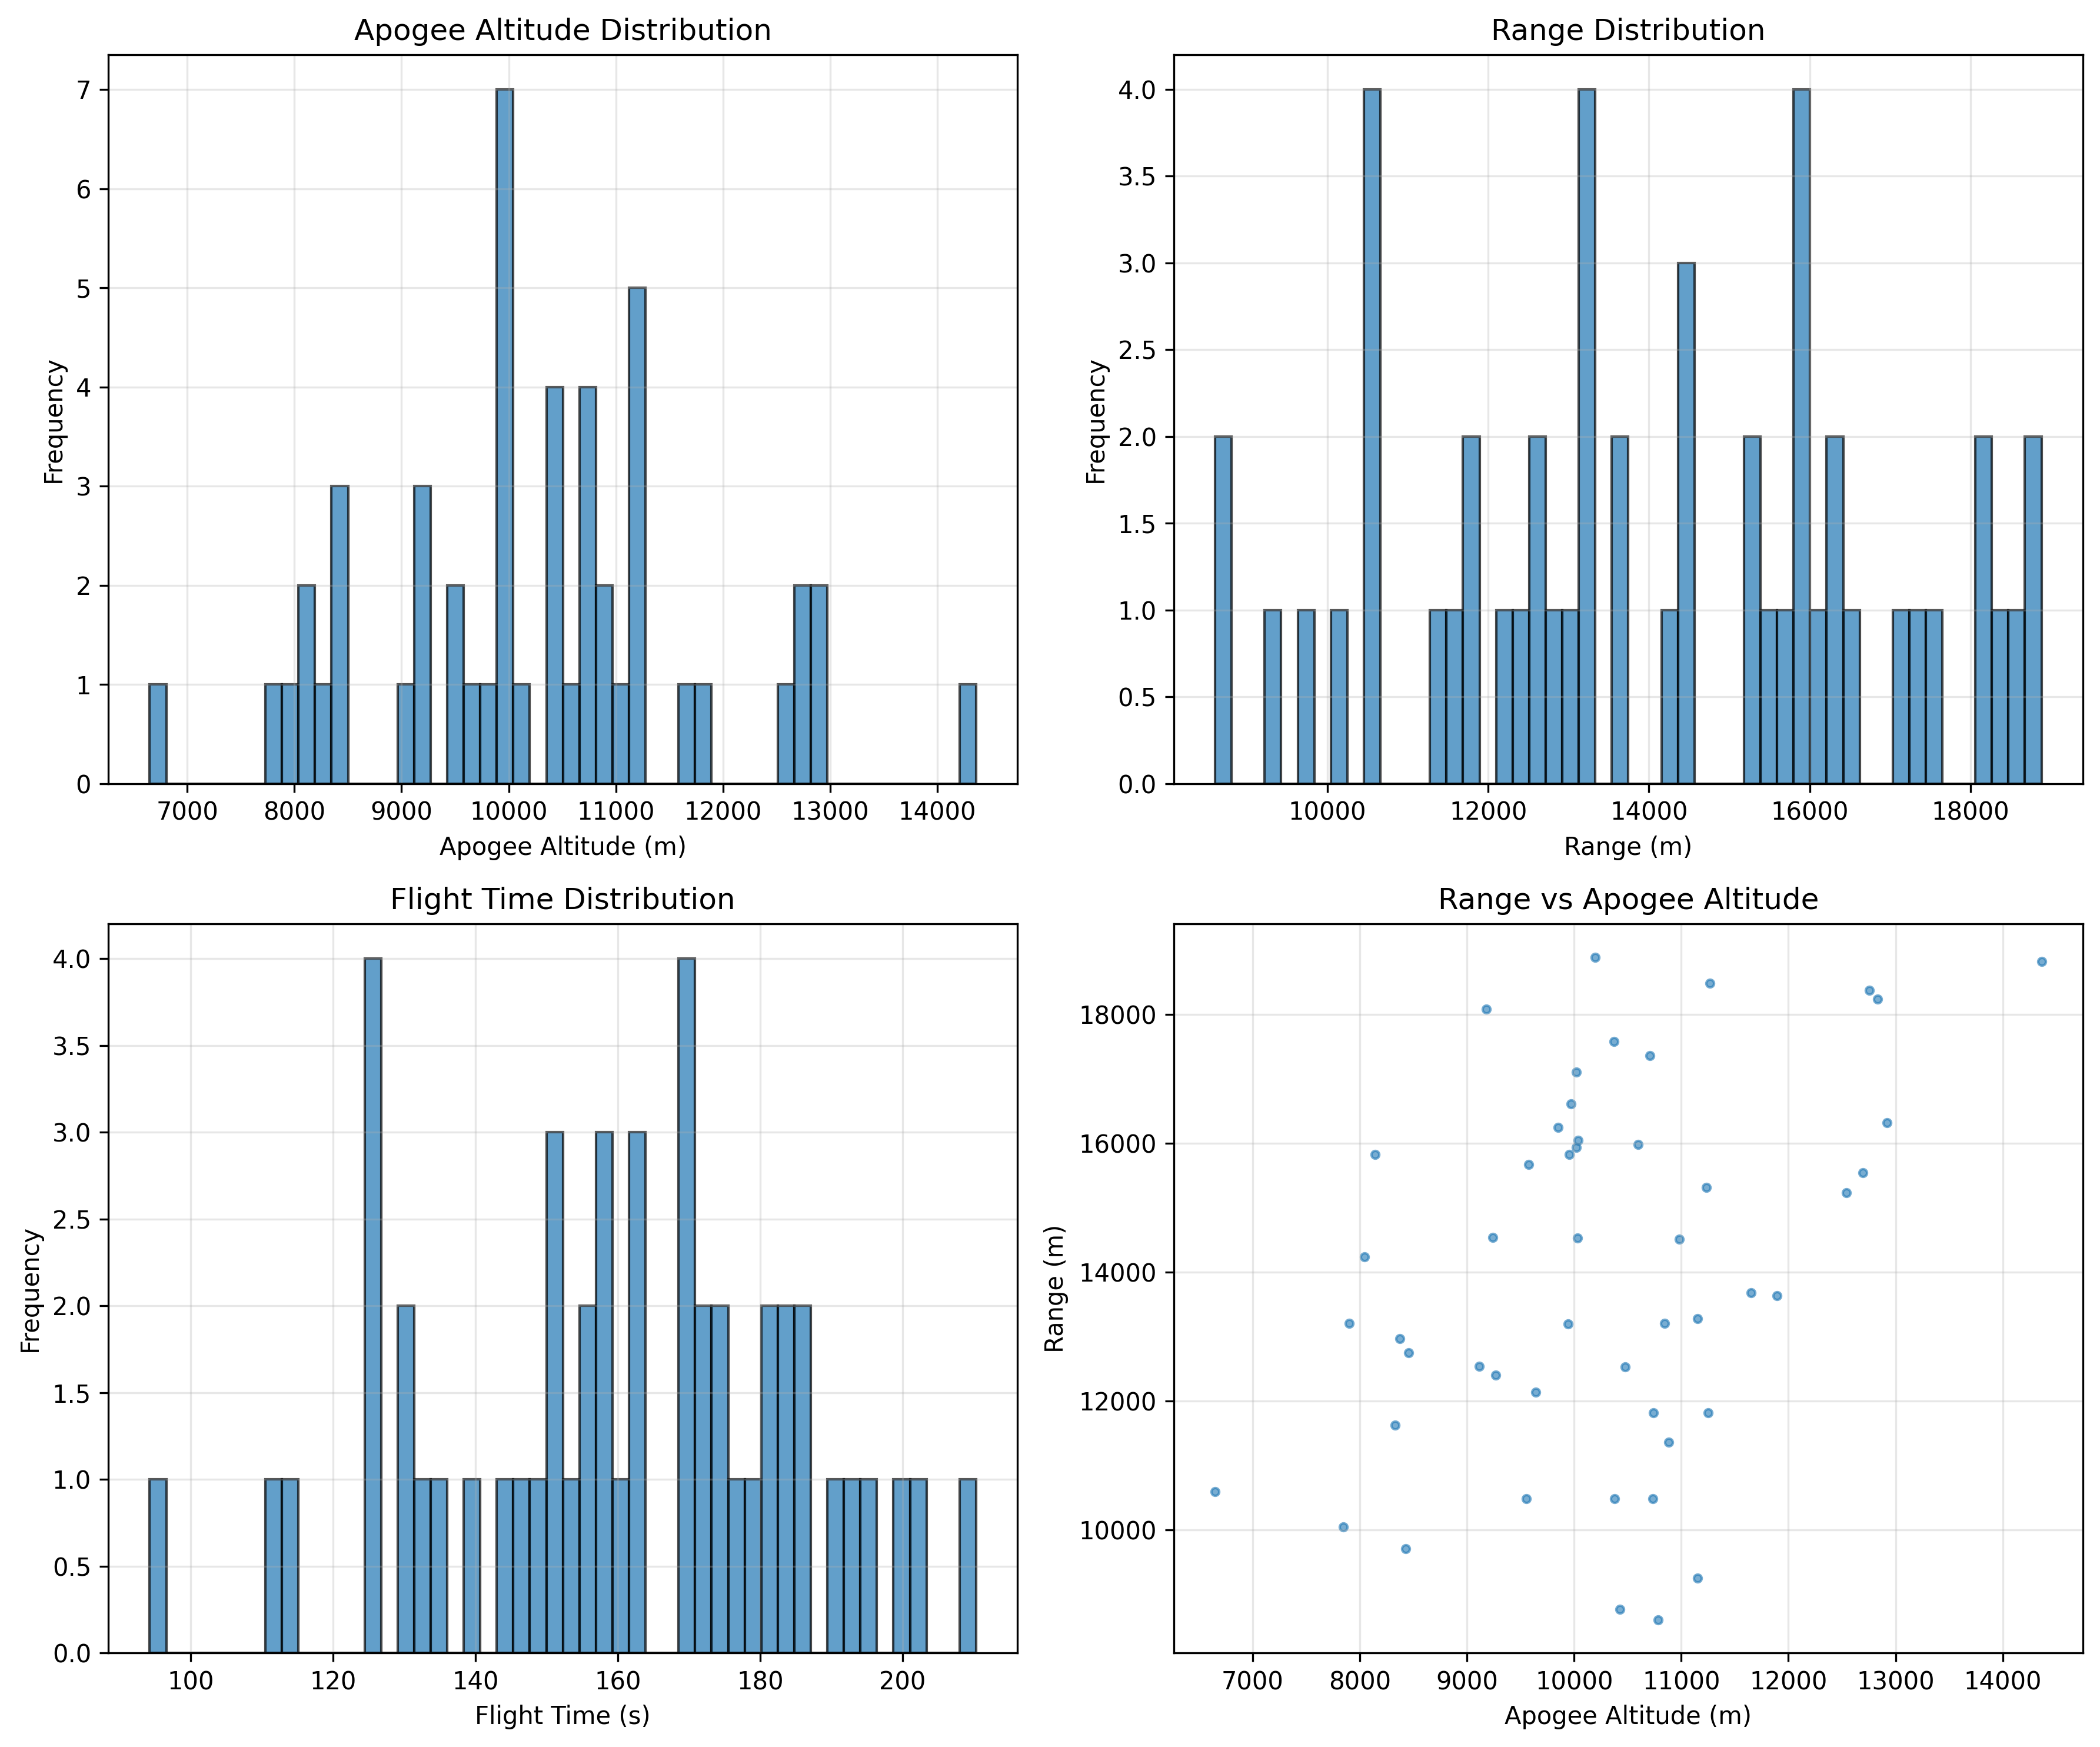 Apogee Altitude Distribution
7
6
5
4
3
2
1
0
Frequency
7000 8000 9000 10000 11000 12000 13000 14000
Apogee Altitude (m)
Range Distribution
4.0
3.5
3.0
2.5
2.0
1.5
1.0
0.5
0.0
Frequency
10000 12000 14000 16000 18000
Range (m)
Flight Time Distribution
4.0
3.5
3.0
2.5
2.0
1.5
1.0
0.5
0.0
Frequency
100 120 140 160 180 200
Flight Time (s)
Range vs Apogee Altitude
18000
16000
14000
12000
10000
Range (m)
7000 8000 9000 10000 11000 12000 13000 14000
Apogee Altitude (m)